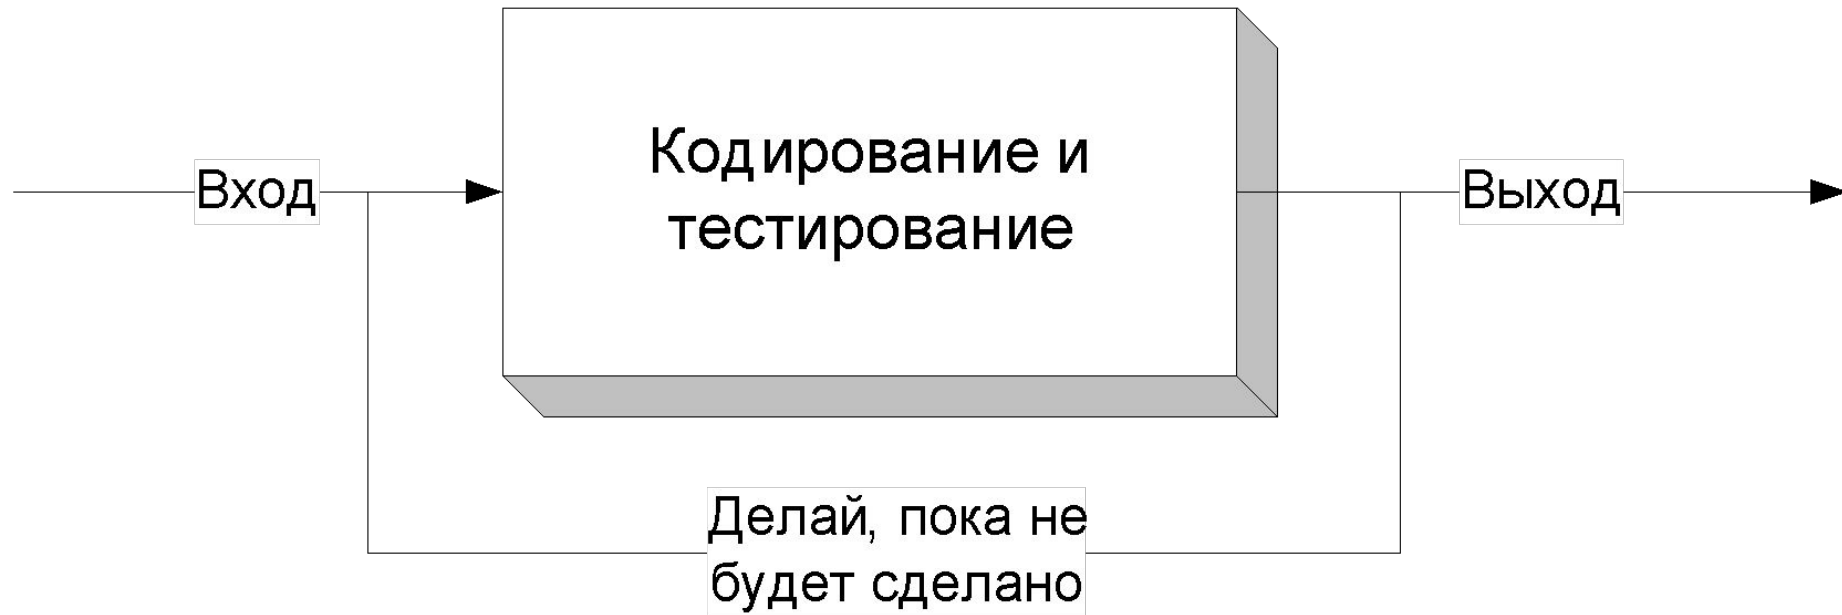 Кодирование и
тестирование
Вход
Выход
Делай, пока не
будет сделано